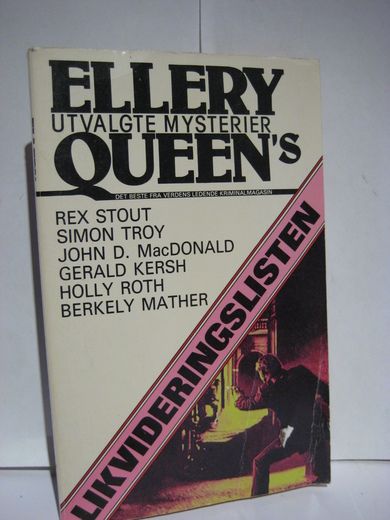 ELLERY
UTVALGTE MYSTERIER
QUEEN's
DET BESTE FRA VERDENS LEDENDE KRIMINALMAGASIN
REX STOUT
SIMON TROY
JOHN D. MacDONALD
GERALD KERSH
HOLLY ROTH
BERKELY MATHER
LIKVIDERINGSLISTEN